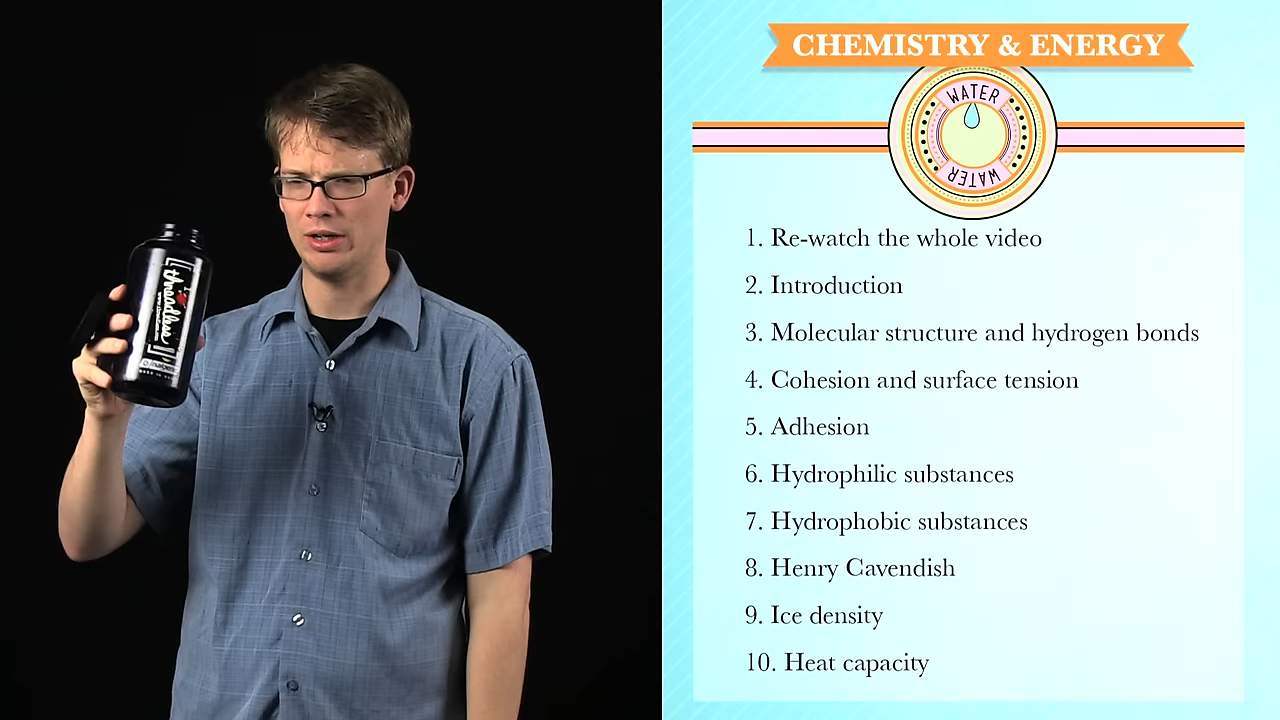 threadless
CHEMISTRY & ENERGY
WATER
WATER
1. Re-watch the whole video
2. Introduction
3. Molecular structure and hydrogen bonds
4. Cohesion and surface tension
5. Adhesion
6. Hydrophilic substances
7. Hydrophobic substances
8. Henry Cavendish
9. Ice density
10. Heat capacity